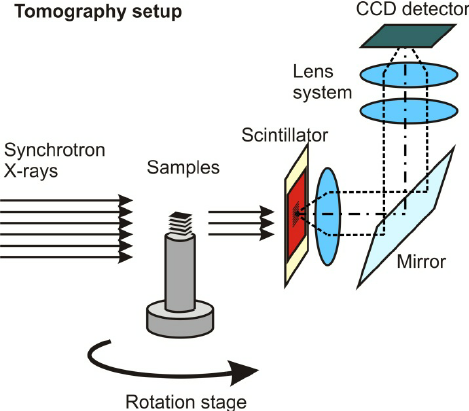 Tomography setup
CCD detector
Lens
system
Scintillator
Synchrotron
X-rays
Samples
Mirror
Rotation stage